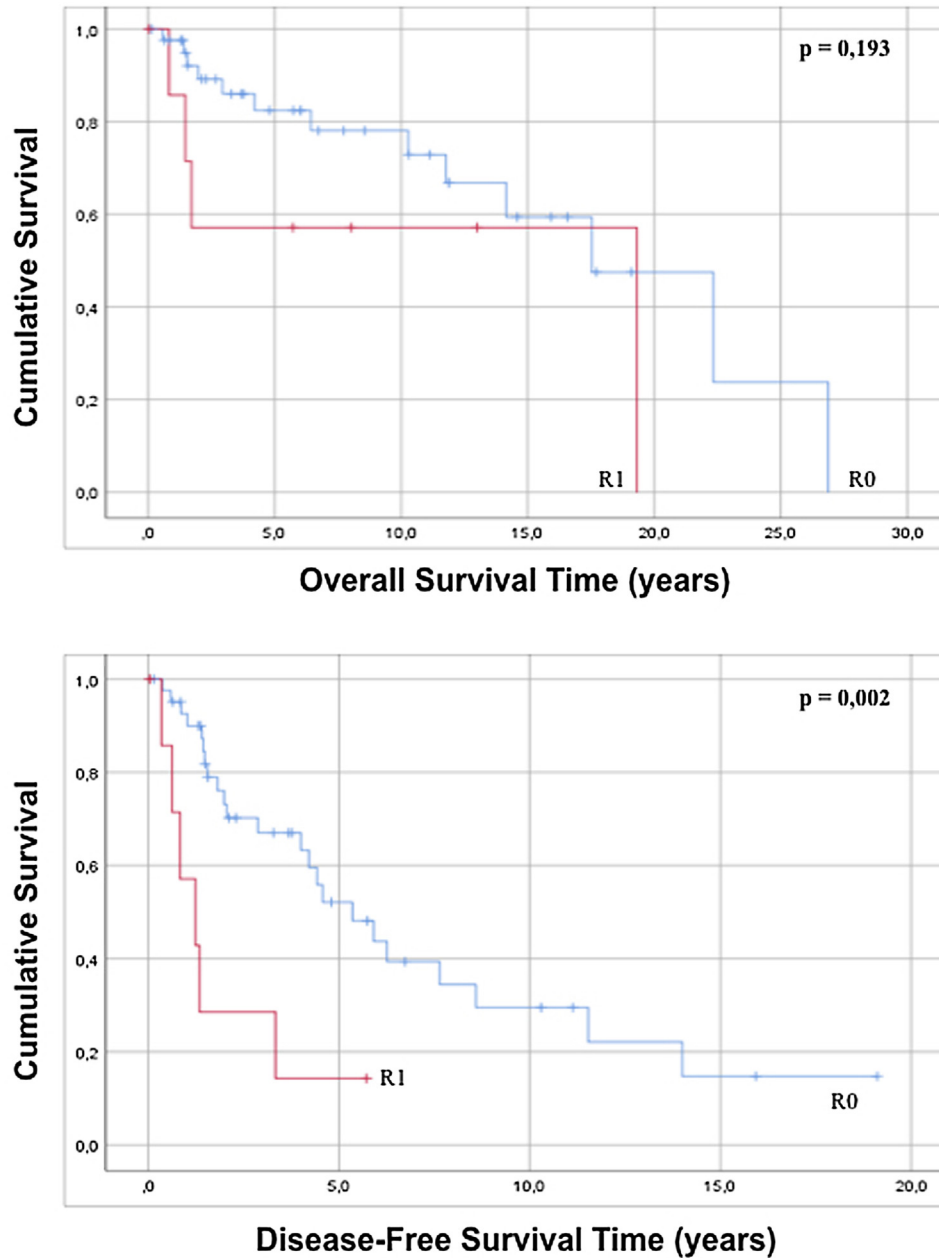 1,0
0,8
0,6
0,4
0,2
0,0
Cumulative Survival
p = 0,193
R1
R0
,0 5,0 10,0 15,0 20,0 25,0 30,0
Overall Survival Time (years)
1,0
0,8
0,6
0,4
0,2
0,0
Cumulative Survival
p = 0,002
R1
R0
,0 5,0 10,0 15,0 20,0
Disease-Free Survival Time (years)